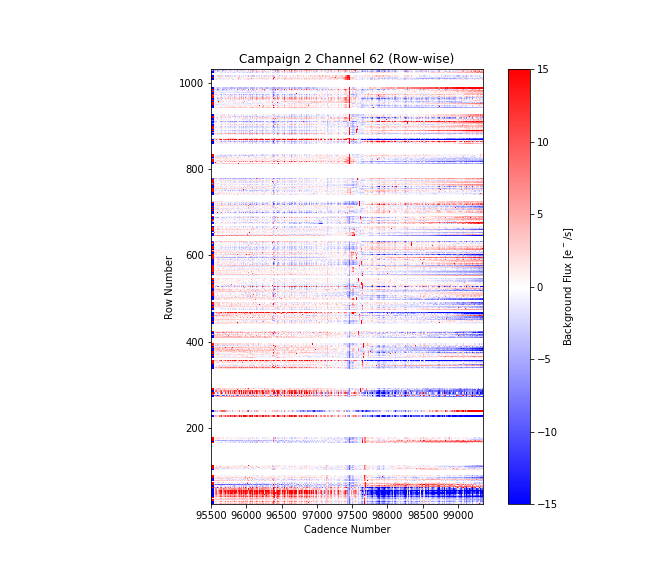 Campaign 2 Channel 62 (Row-wise)
1000
800
600
400
200
Row Number
95500 96000 96500 97000 97500 98000 98500 99000
Cadence Number
15
10
5
0
−5
−10
−15
Background Flux [e⁻/s]